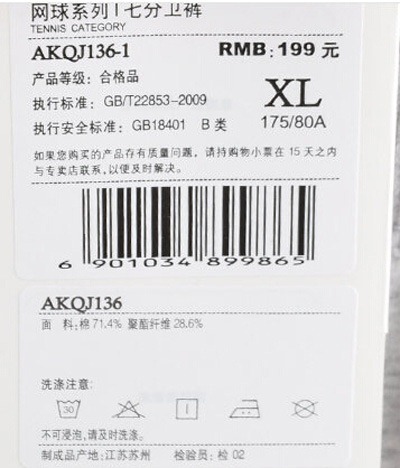 网球系列 | 七分卫裤
TENNIS CATEGORY
AKQJ136-1 RMB: 199 元
产品等级: 合格品
执行标准: GB/T22853-2009
XL
执行安全标准: GB18401 B 类
175/80A
如果您购买的产品存有质量问题，请持购物小票在 15 天之内
与专卖店联系,以便及时解决。
6 901034 899865
AKQJ136
面 料:棉71.4% 聚酯纤维28.6%
洗涤注意:
30
不可浸泡,请及时洗涤。
制成品产地:江苏苏州 检验员: 检 02